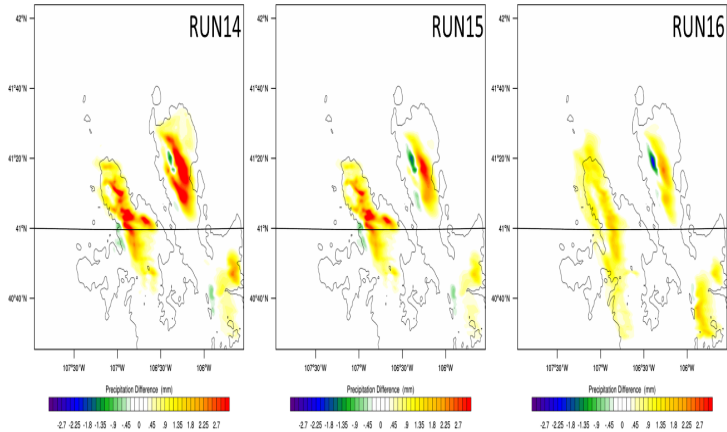 RUN14
RUN15
RUN16
42°N
41°40'N
41°20'N
41°N
40°40'N
107°30'W 107°W 106°30'W 106°W
42°N
41°40'N
41°20'N
41°N
40°40'N
107°30'W 107°W 106°30'W 106°W
42°N
41°40'N
41°20'N
41°N
40°40'N
107°30'W 107°W 106°30'W 106°W
Precipitation Difference (mm)
-2.7 -2.25 -1.8 -1.35 -.9 -.45 0 .45 .9 1.35 1.8 2.25 2.7
Precipitation Difference (mm)
-2.7 -2.25 -1.8 -1.35 -.9 -.45 0 .45 .9 1.35 1.8 2.25 2.7
Precipitation Difference (mm)
-2.7 -2.25 -1.8 -1.35 -.9 -.45 0 .45 .9 1.35 1.8 2.25 2.7